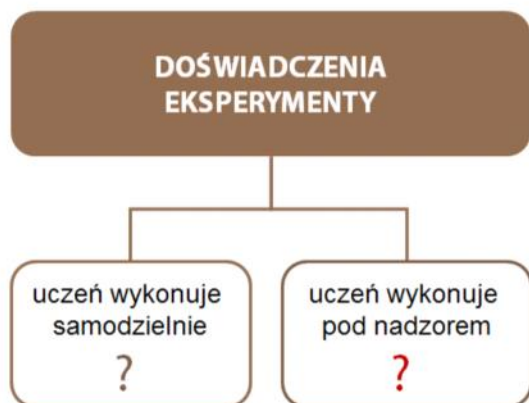 DOŚWIADCZENIA
EKSPERYMENTY
uczeń wykonuje
samodzielnie
?
uczeń wykonuje
pod nadzorem
?